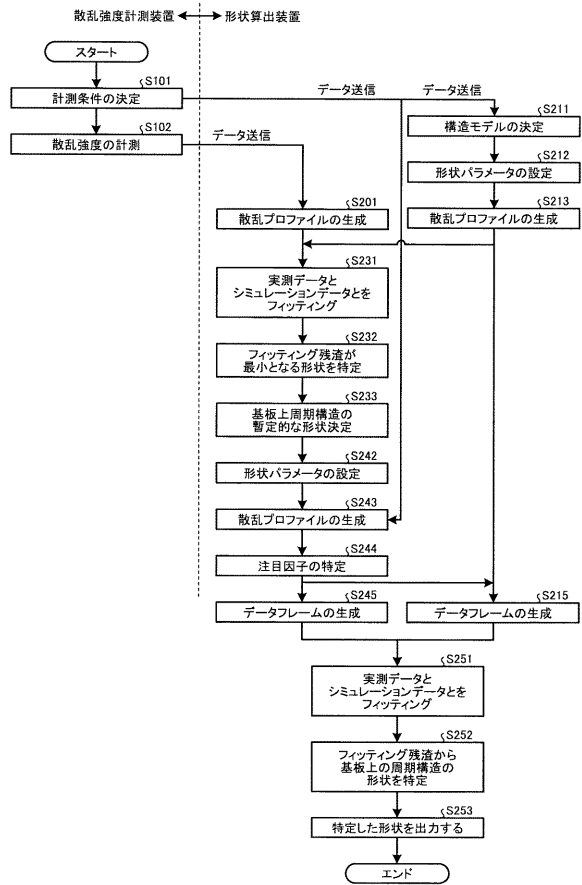 散乱強度計測装置
形状算出装置
スタート
S101
計測条件の決定
データ送信
データ送信
S102
散乱強度の計測
データ送信
S211
構造モデルの決定
S212
形状パラメータの設定
S213
散乱プロファイルの生成
S201
散乱プロファイルの生成
S231
実測データと
シミュレーションデータとを
フィッティング
S232
フィッティング残渣が
最小となる形状を特定
S233
基板上周期構造の
暫定的な形状決定
S242
形状パラメータの設定
S243
散乱プロファイルの生成
S244
注目因子の特定
S245
データフレームの生成
S215
データフレームの生成
S251
実測データと
シミュレーションデータとを
フィッティング
S252
フィッティング残渣から
基板上の周期構造の
形状を特定
S253
特定した形状を出力する
エンド